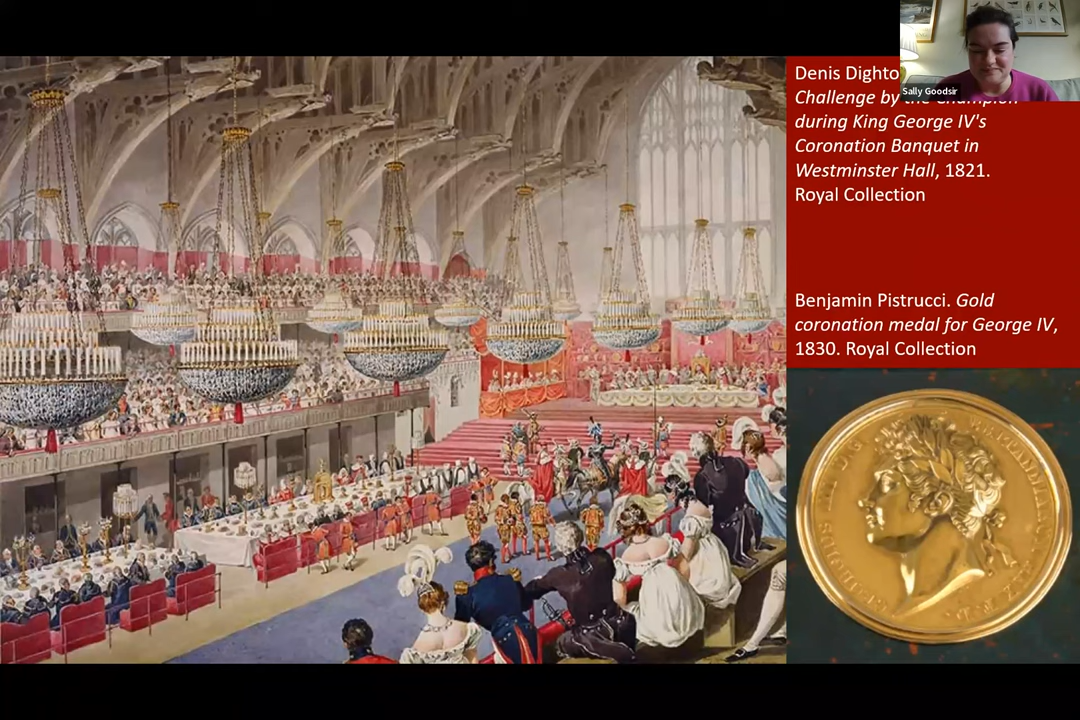 Denis
Challenge by the Champion
during King George IV's
Coronation Banquet in
Westminster Hall, 1821.
Royal Collection
Sally Goodsir
Benjamin Pistrucci. Gold
coronation medal for George IV,
1830. Royal Collection